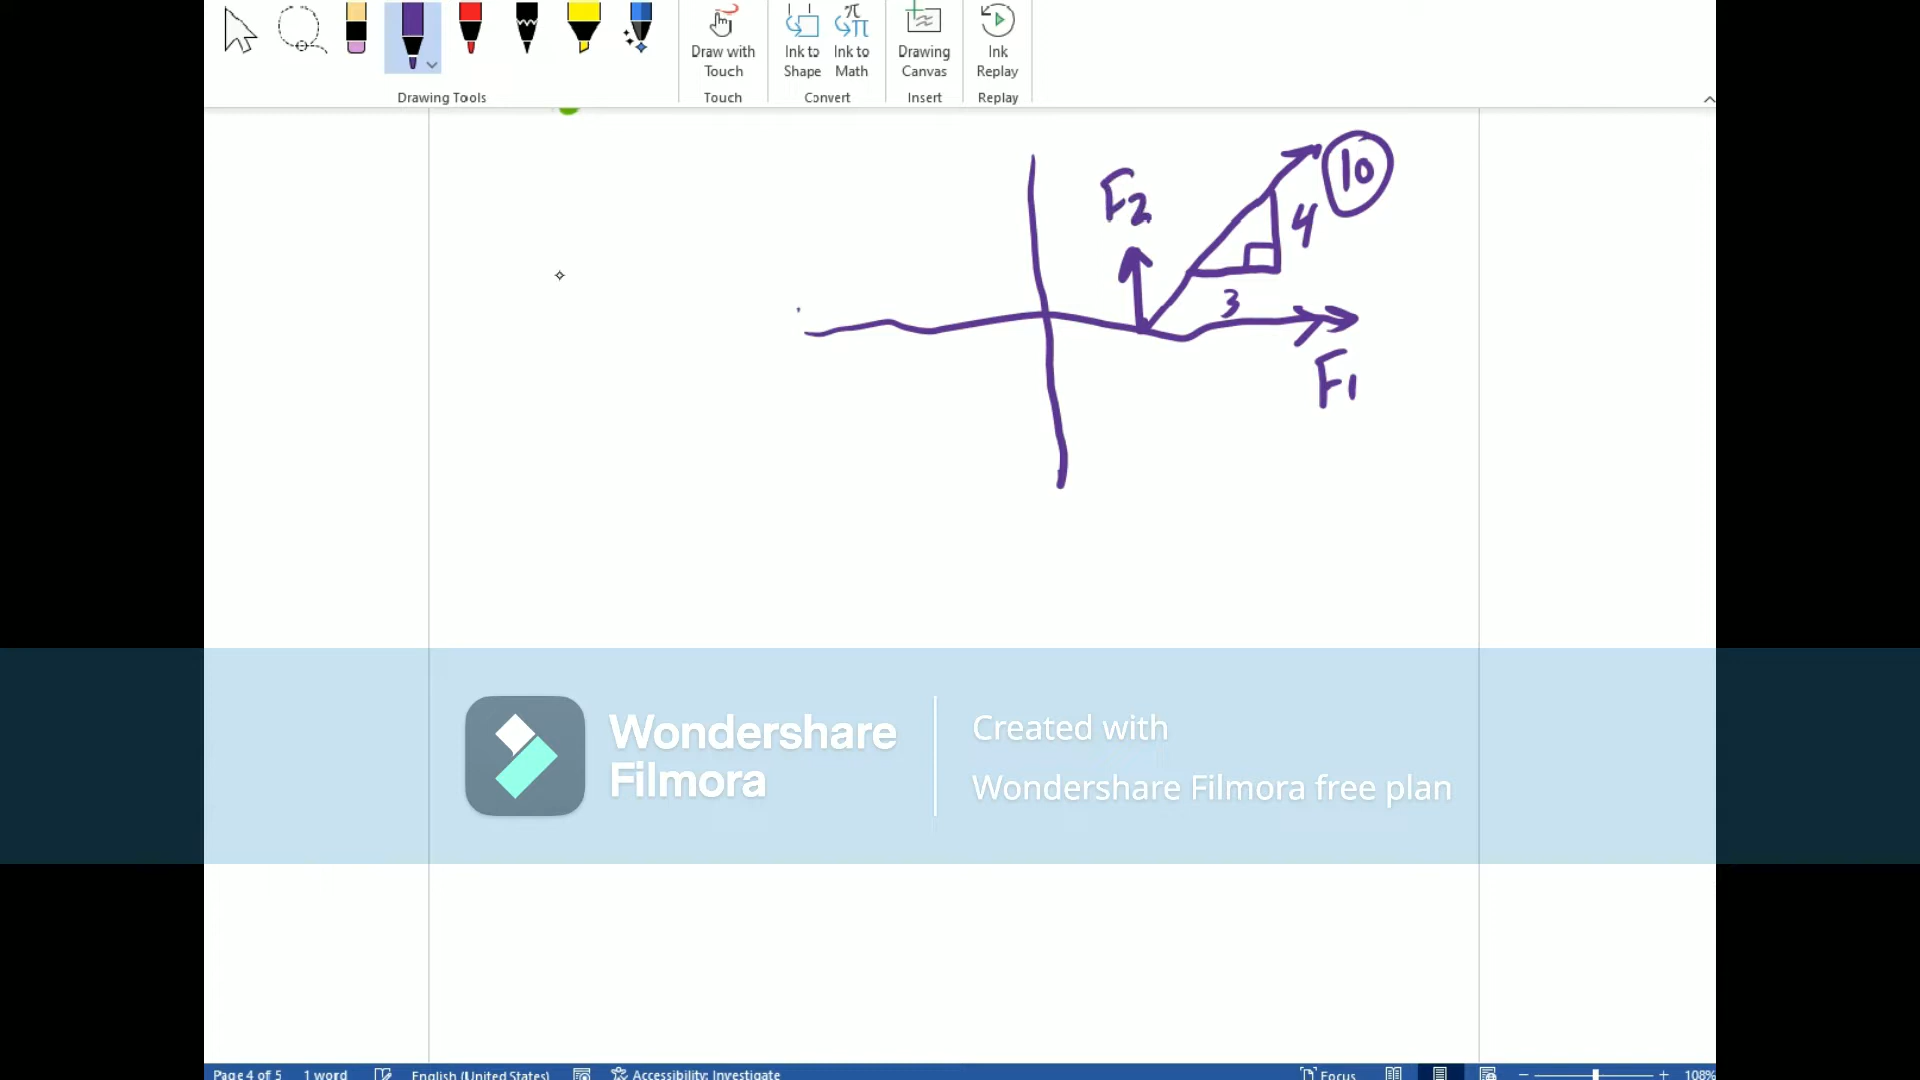 Draw with Touch
Ink to Shape
Ink to Math
Drawing Canvas
Ink Replay
Drawing Tools
Touch
Convert
Insert
Replay
10
F2
4
3
F1
Wondershare Filmora
Created with
Wondershare Filmora free plan
Page 4 of 5 1 word English (United States) Accessibility: Investigate Focus 108%